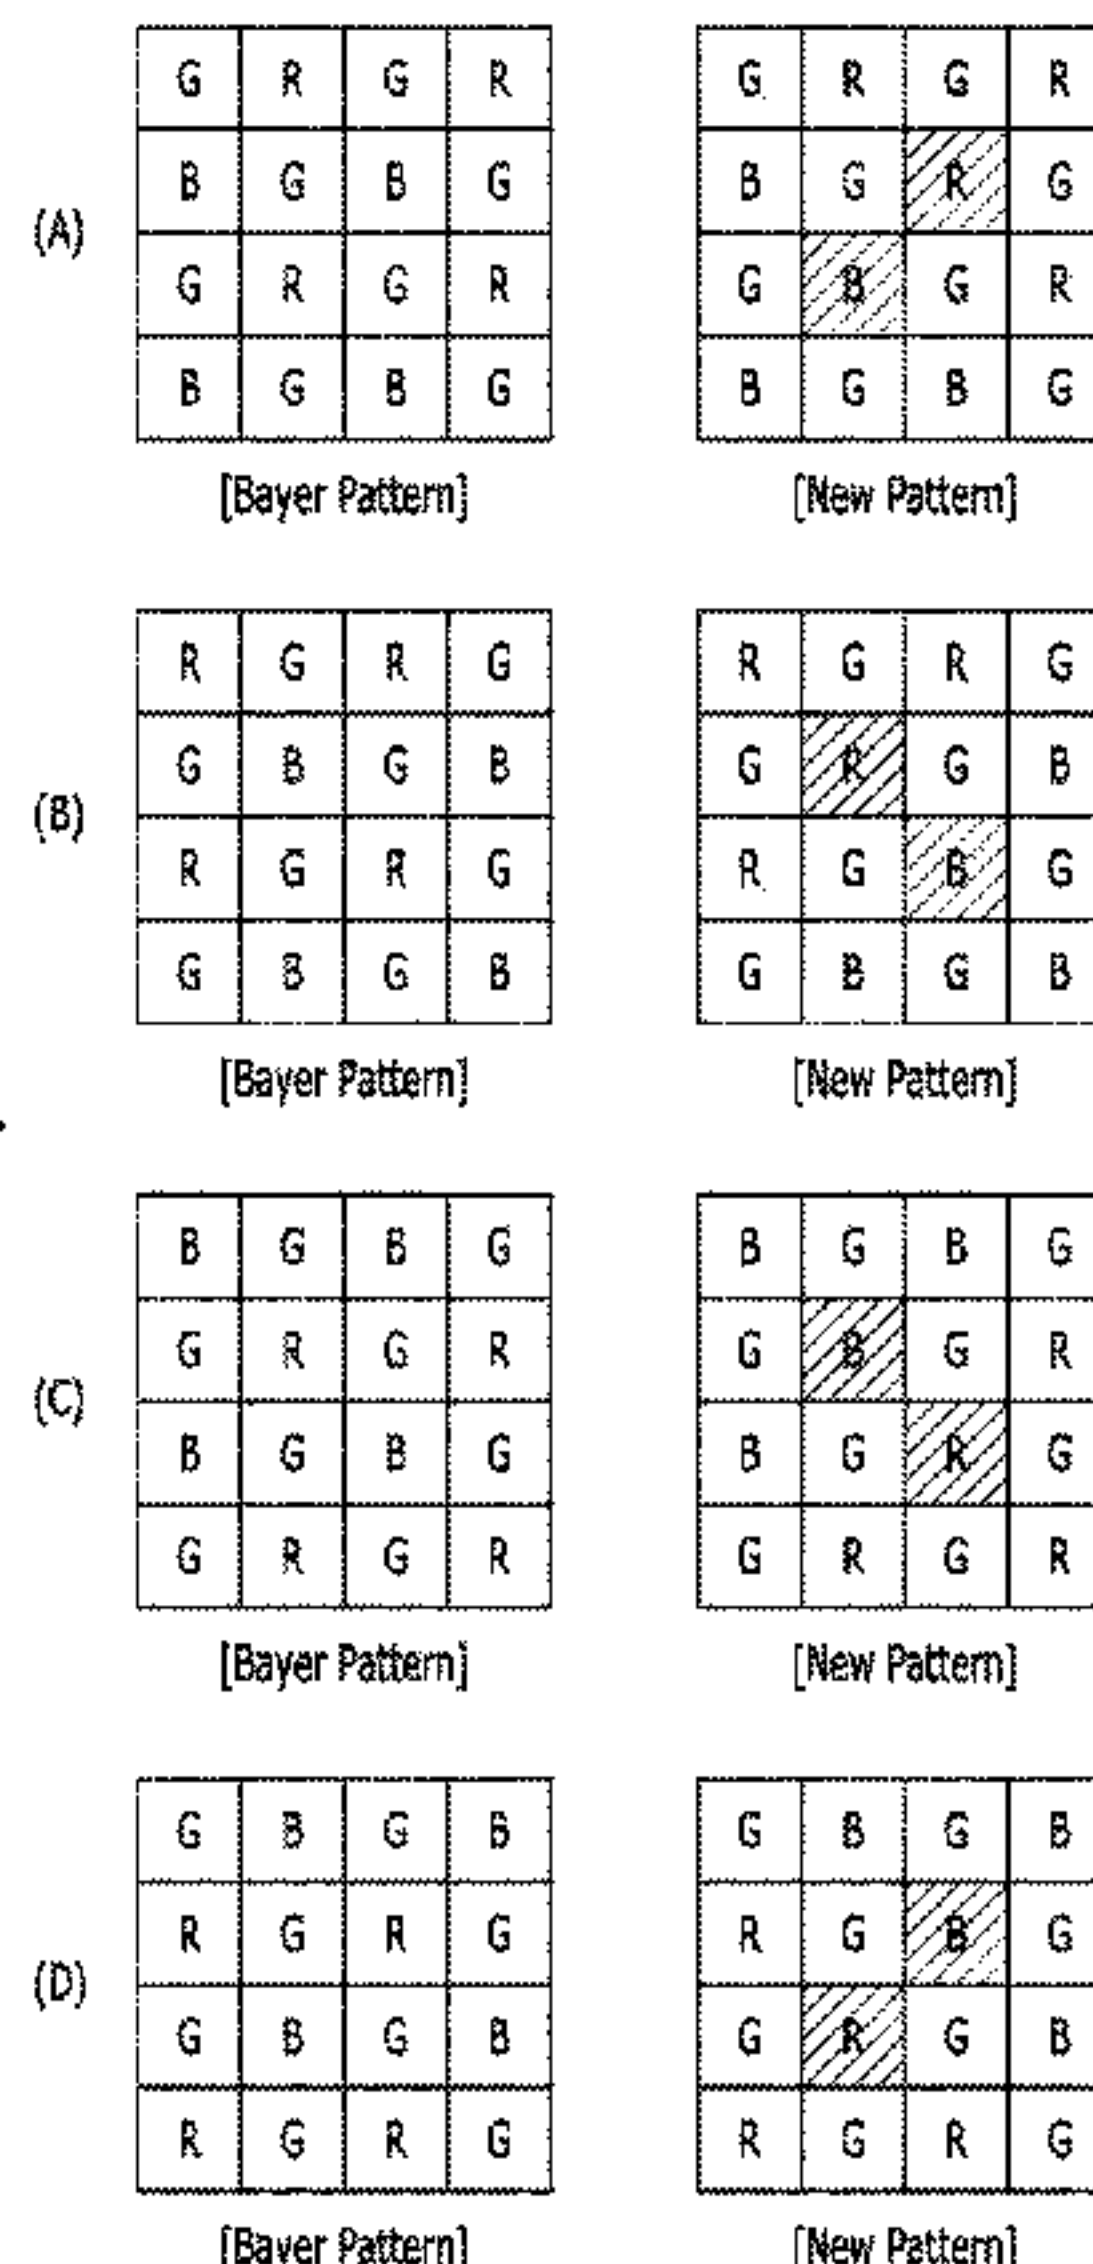 G R G R G R G R
B G B G B G R G
(A)
G R G R G B G R
B G B G B G B G
[Bayer Pattern] [New Pattern]
R G R G R G R G
G B G B G R G B
(B)
R G R G R G B G
G B G B G B G B
[Bayer Pattern] [New Pattern]
B G B G B G B G
G R G R G B G R
(C)
B G B G B G R G
G R G R G R G R
[Bayer Pattern] [New Pattern]
G B G B G B G B
R G R G R G B G
(D)
G B G B G R G B
R G R G R G R G
[Bayer Pattern] [New Pattern]